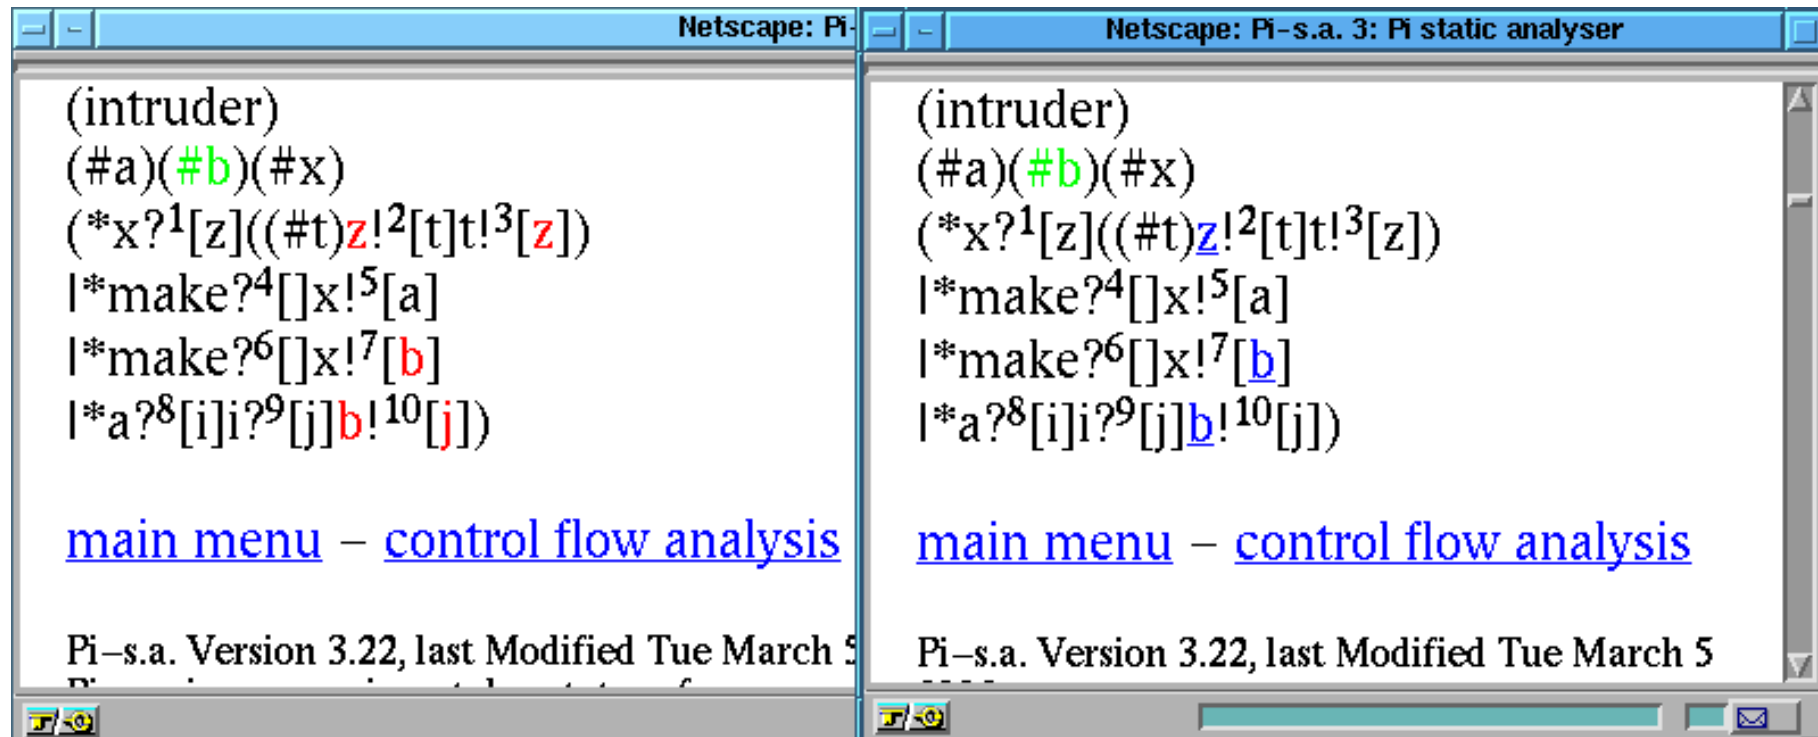 Netscape: Pi-
(intruder)
(#a)(#b)(#x)
(*x?¹[z]((#t)z!²[t]t!³[z])
|*make?⁴[]x!⁵[a]
|*make?⁶[]x!⁷[b]
|*a?⁸[i]i?⁹[j]b!¹⁰[j])
main menu – control flow analysis
Pi–s.a. Version 3.22, last Modified Tue March 5
Netscape: Pi-s.a. 3: Pi static analyser
(intruder)
(#a)(#b)(#x)
(*x?¹[z]((#t)z!²[t]t!³[z])
|*make?⁴[]x!⁵[a]
|*make?⁶[]x!⁷[b]
|*a?⁸[i]i?⁹[j]b!¹⁰[j])
main menu – control flow analysis
Pi–s.a. Version 3.22, last Modified Tue March 5